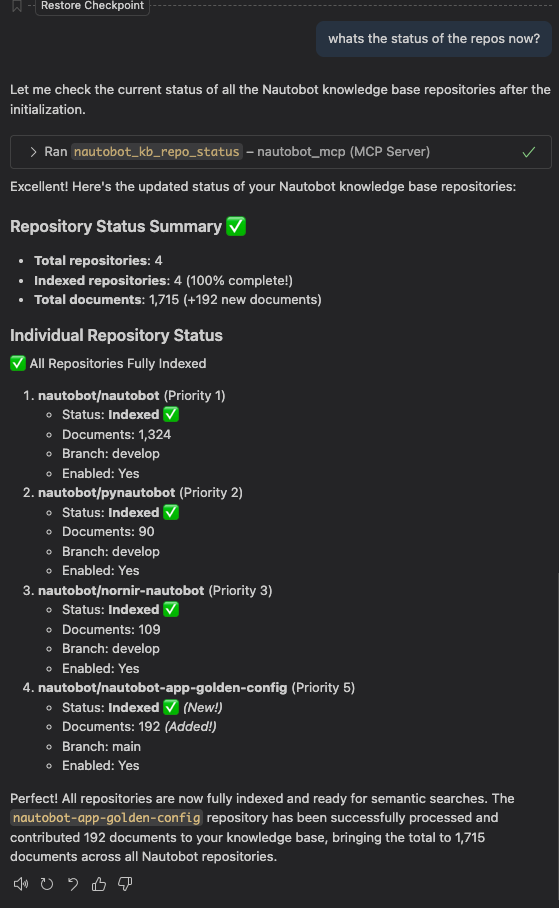 Restore Checkpoint
whats the status of the repos now?
Let me check the current status of all the Nautobot knowledge base repositories after the
initialization.
Ran nautobot_kb_repo_status – nautobot_mcp (MCP Server)
Excellent! Here's the updated status of your Nautobot knowledge base repositories:
Repository Status Summary ✅
• Total repositories: 4
• Indexed repositories: 4 (100% complete!)
• Total documents: 1,715 (+192 new documents)
Individual Repository Status
✅ All Repositories Fully Indexed
1. nautobot/nautobot (Priority 1)
◦ Status: Indexed ✅
◦ Documents: 1,324
◦ Branch: develop
◦ Enabled: Yes
2. nautobot/pynautobot (Priority 2)
◦ Status: Indexed ✅
◦ Documents: 90
◦ Branch: develop
◦ Enabled: Yes
3. nautobot/nornir-nautobot (Priority 3)
◦ Status: Indexed ✅
◦ Documents: 109
◦ Branch: develop
◦ Enabled: Yes
4. nautobot/nautobot-app-golden-config (Priority 5)
◦ Status: Indexed ✅ (New!)
◦ Documents: 192 (Added!)
◦ Branch: main
◦ Enabled: Yes
Perfect! All repositories are now fully indexed and ready for semantic searches. The
nautobot-app-golden-config repository has been successfully processed and
contributed 192 documents to your knowledge base, bringing the total to 1,715
documents across all Nautobot repositories.